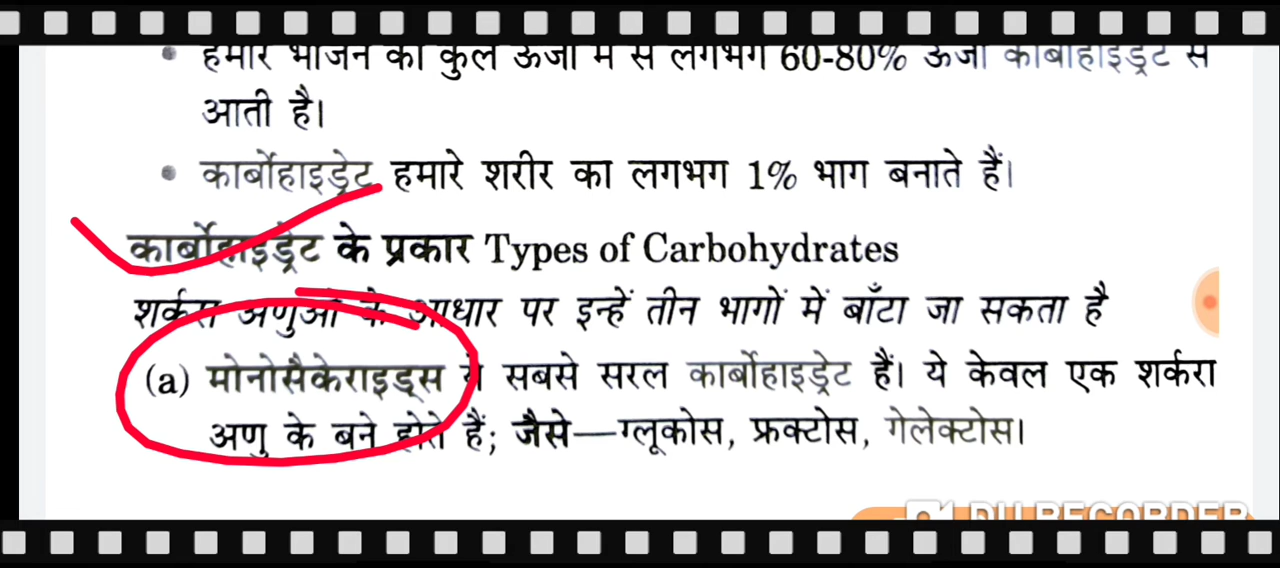 • हमारे भोजन की कुल ऊर्जा में से लगभग 60-80% ऊर्जा कार्बोहाइड्रेट से
आती है।
• कार्बोहाइड्रेट हमारे शरीर का लगभग 1% भाग बनाते हैं।
कार्बोहाइड्रेट के प्रकार Types of Carbohydrates
शर्करा अणुओं के आधार पर इन्हें तीन भागों में बाँटा जा सकता है
(a) मोनोसैकेराइड्स ये सबसे सरल कार्बोहाइड्रेट हैं। ये केवल एक शर्करा
अणु के बने होते हैं; जैसे—ग्लूकोस, फ्रक्टोस, गेलेक्टोस।
DU RECORDER